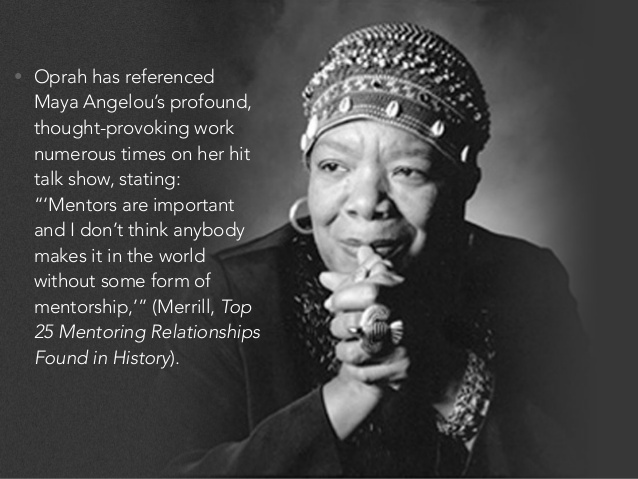 • Oprah has referenced
Maya Angelou’s profound,
thought-provoking work
numerous times on her hit
talk show, stating:
“‘Mentors are important
and I don’t think anybody
makes it in the world
without some form of
mentorship,’” (Merrill, Top
25 Mentoring Relationships
Found in History).